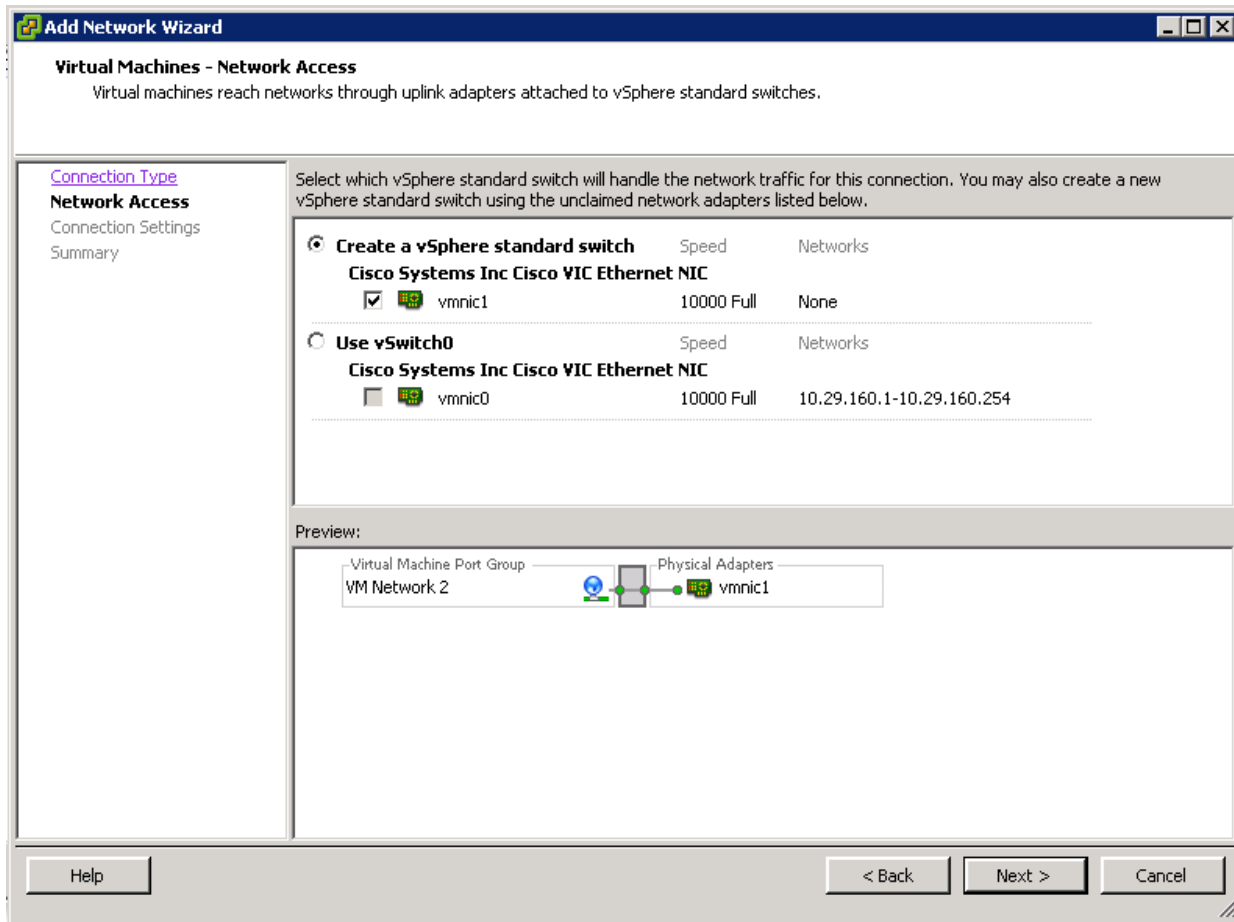 Add Network Wizard
Virtual Machines - Network Access
Virtual machines reach networks through uplink adapters attached to vSphere standard switches.
Connection Type
Network Access
Connection Settings
Summary
Select which vSphere standard switch will handle the network traffic for this connection. You may also create a new
vSphere standard switch using the unclaimed network adapters listed below.
Create a vSphere standard switch Speed Networks
Cisco Systems Inc Cisco VIC Ethernet NIC
vmnic1 10000 Full None
Use vSwitch0 Speed Networks
Cisco Systems Inc Cisco VIC Ethernet NIC
vmnic0 10000 Full 10.29.160.1-10.29.160.254
Preview:
Virtual Machine Port Group Physical Adapters
VM Network 2 vmnic1
Help < Back Next > Cancel